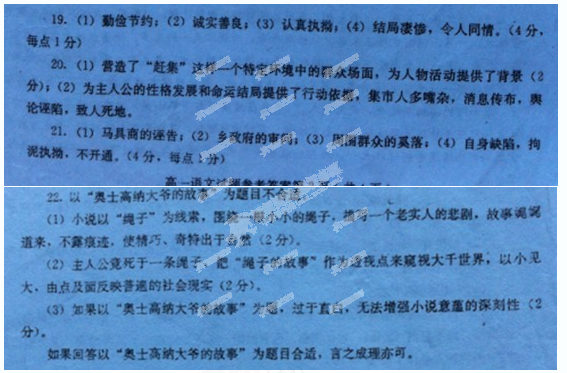 19.（1）勤俭节约；（2）诚实善良；（3）认真执拗；（4）结局凄惨，令人同情。（4分，
每点1分）
20.（1）营造了“赶集”这样一个特定环境中的群众场面，为人物活动提供了背景（2
分）；（2）为主人公的性格发展和命运结局提供了行动依据，集市人多嘴杂，消息传布，舆
论诬陷，致人死地。
21.（1）马具商的诬告；（2）乡政府的审问；（3）周围群众的奚落；（4）自身缺陷，拘
泥执拗，不开通。（4分，每点1分）
高一语文试题参考答案
22. 以“奥士高纳大爷的故事”为题目不合适。
（1）小说以“绳子”为线索，围绕一根小小的绳子，描写一个老实人的悲剧，故事娓娓
道来，不露痕迹，使情巧、奇特出于自然（2分）。
（2）主人公竟死于一条绳子，把“绳子的故事”作为透视点来窥视大千世界，以小见
大，由点及面反映普遍的社会现实（2分）。
（3）如果以“奥士高纳大爷的故事”为题，过于直白，无法增强小说意蕴的深刻性（2
分）。
如果回答以“奥士高纳大爷的故事”为题目合适，言之成理亦可。